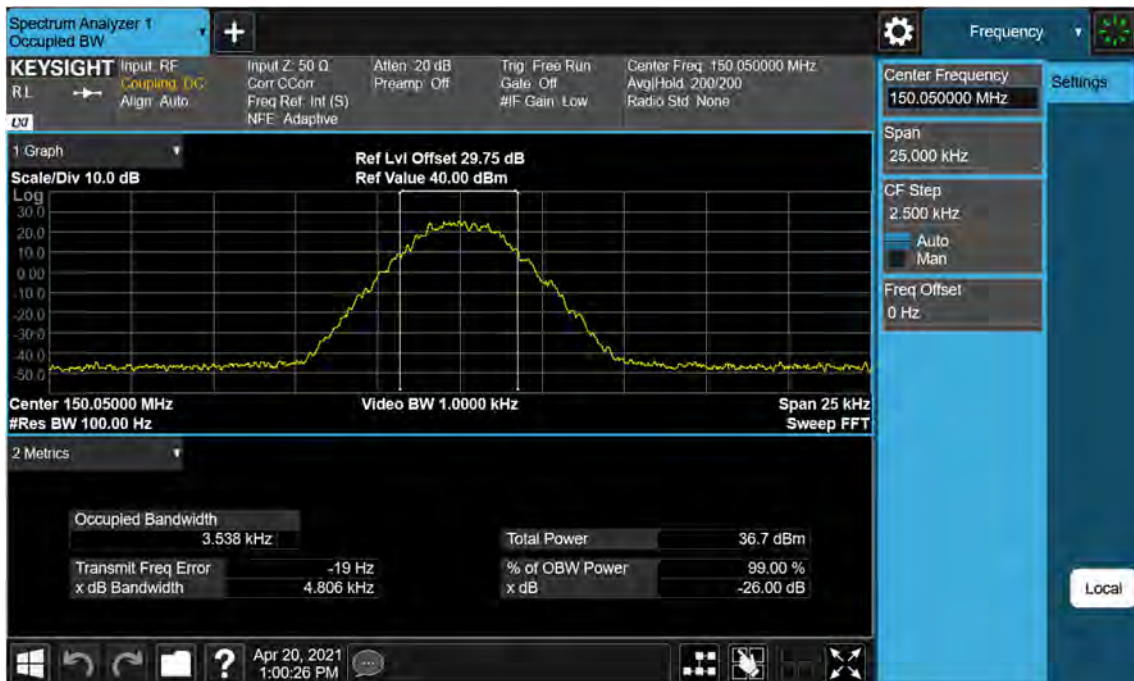 Spectrum Analyzer 1
Occupied BW
Frequency
KEYSIGHT
RL
LXI
Input: RF
Coupling: DC
Align: Auto
Input Z: 50 Ω
Corr CCorr
Freq Ref: Int (S)
NFE: Adaptive
Atten: 20 dB
Preamp: Off
Trig: Free Run
Gate: Off
#IF Gain: Low
Center Freq: 150.050000 MHz
Avg|Hold: 200/200
Radio Std: None
Center Frequency
150.050000 MHz
Settings
Span
25.000 kHz
CF Step
2.500 kHz
Auto
Man
Freq Offset
0 Hz
1 Graph
Scale/Div 10.0 dB
Ref Lvl Offset 29.75 dB
Ref Value 40.00 dBm
Log
30.0
20.0
10.0
0.00
-10.0
-20.0
-30.0
-40.0
-50.0
Center 150.05000 MHz
Video BW 1.0000 kHz
Span 25 kHz
#Res BW 100.00 Hz
Sweep FFT
2 Metrics
Occupied Bandwidth
3.538 kHz
Total Power 36.7 dBm
Transmit Freq Error -19 Hz
% of OBW Power 99.00 %
x dB Bandwidth 4.806 kHz
x dB -26.00 dB
Local
?
Apr 20, 2021
1:00:26 PM